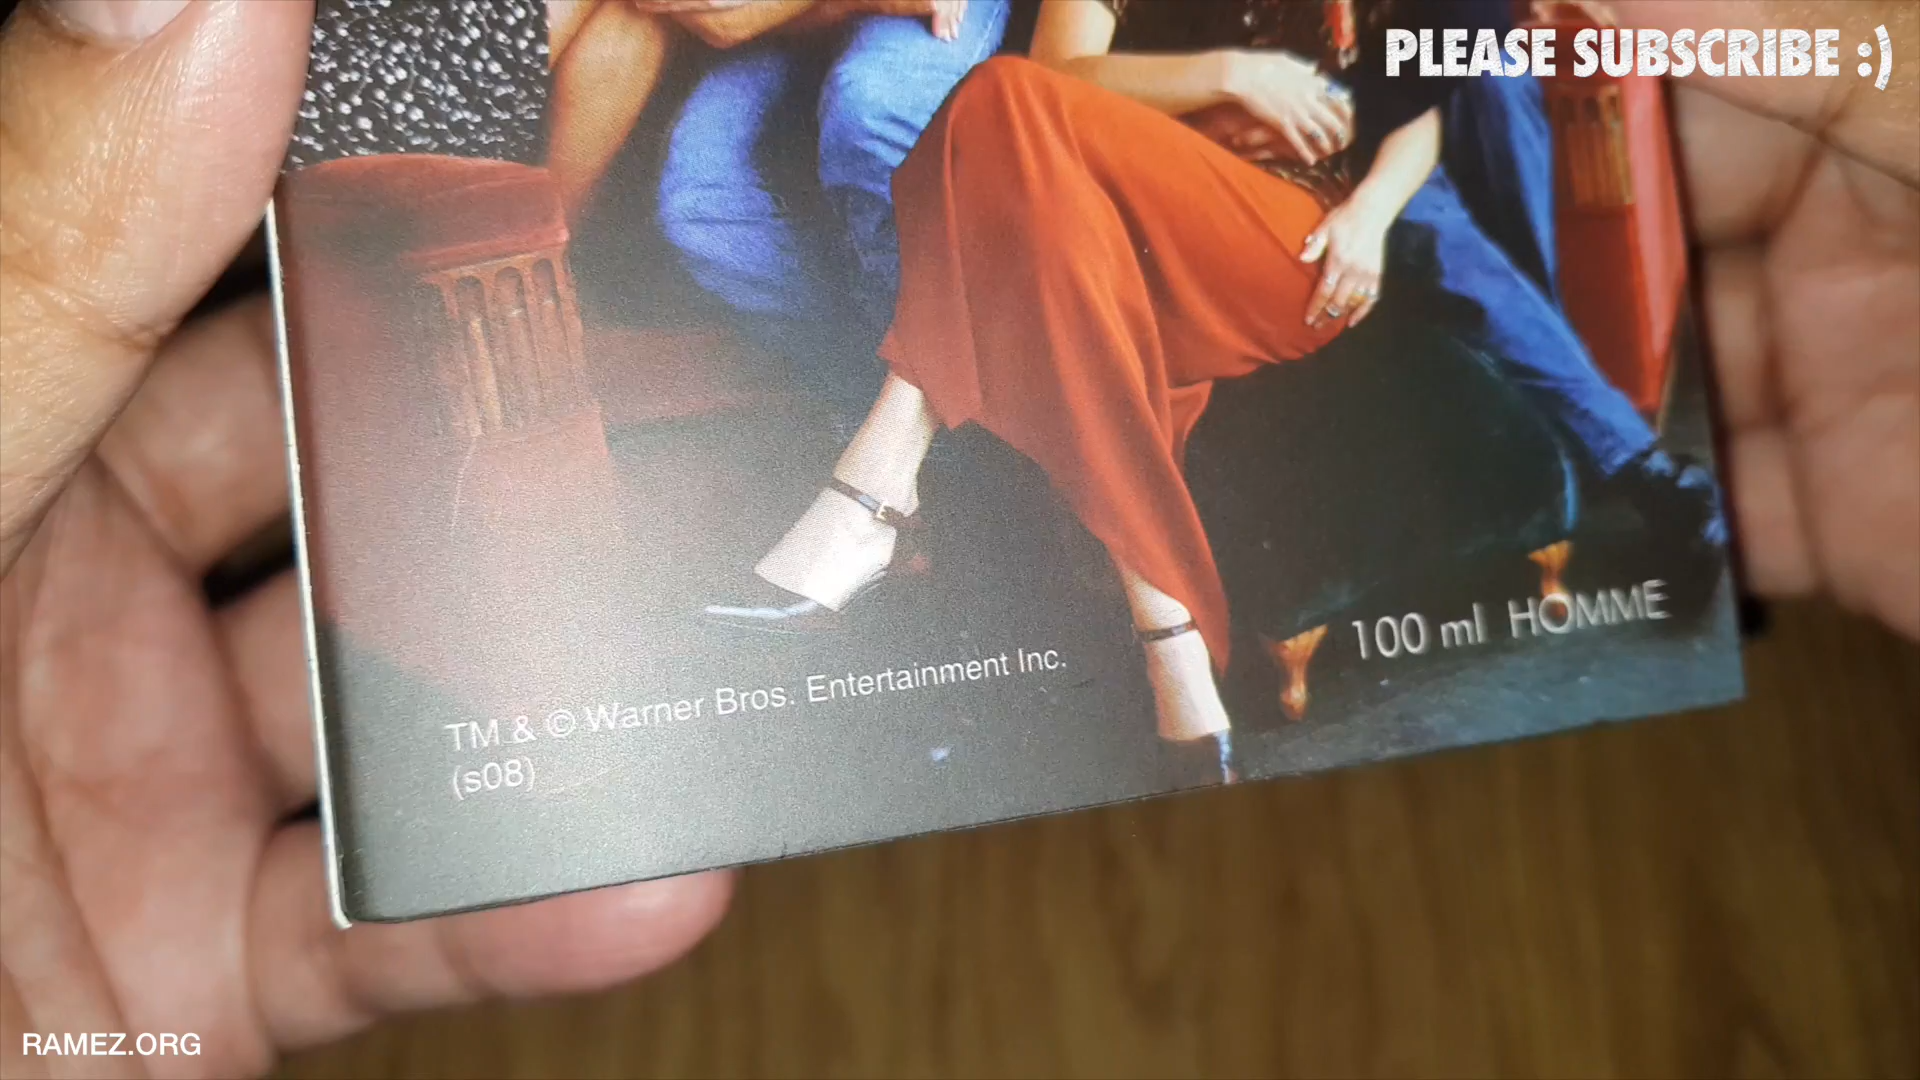 PLEASE SUBSCRIBE :)
100 ml HOMME
TM & © Warner Bros. Entertainment Inc.
(s08)
RAMEZ.ORG